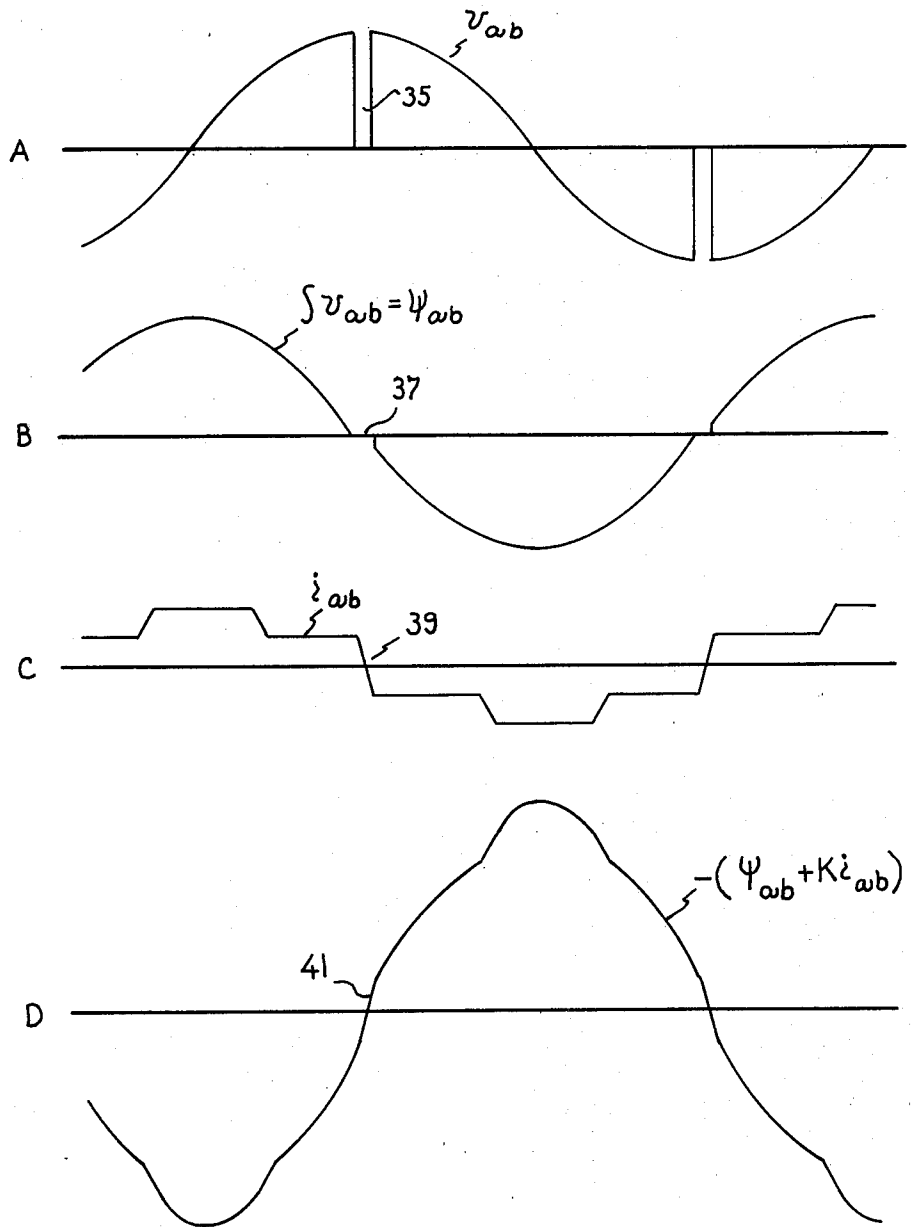 v_ab
35
A
∫v_ab = ψ_ab
37
B
i_ab
39
C
-(ψ_ab + Ki_ab)
41
D